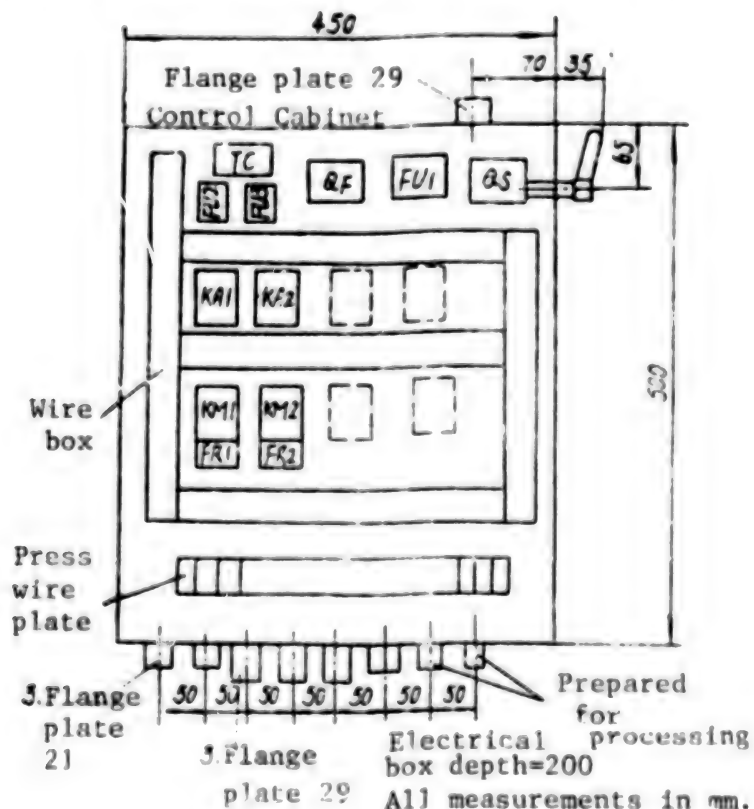 450
Flange plate 29
70 35
Control Cabinet
65
TC
QF
FU1
QS
FU2
KA1
KA2
500
Wire
box
KM1
KM2
FR1
FR2
Press
wire
plate
50 50 50 50 50 50 50
3.Flange
plate
21
3.Flange
plate 29
Prepared
for
processing
Electrical
box depth=200
All measurements in mm.